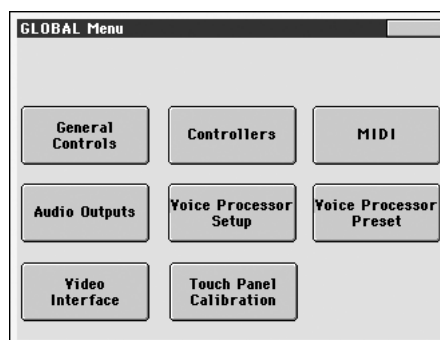 GLOBAL Menu
General
Controls
Controllers
MIDI
Audio Outputs
Voice Processor
Setup
Voice Processor
Preset
Video
Interface
Touch Panel
Calibration